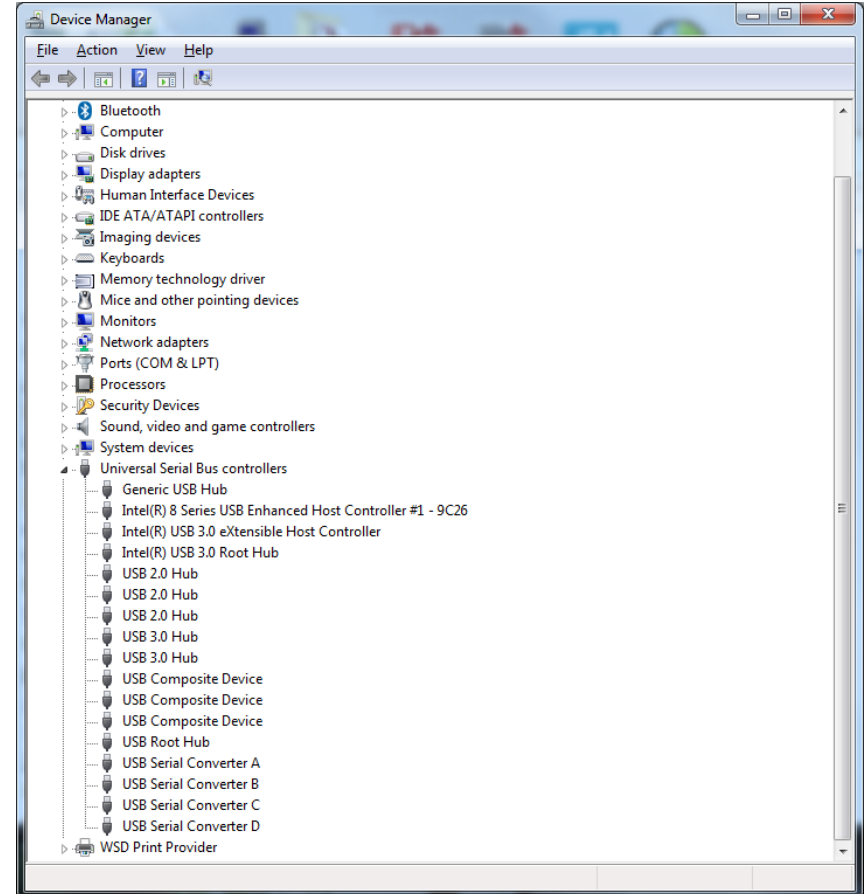 Device Manager
File Action View Help
Bluetooth
Computer
Disk drives
Display adapters
Human Interface Devices
IDE ATA/ATAPI controllers
Imaging devices
Keyboards
Memory technology driver
Mice and other pointing devices
Monitors
Network adapters
Ports (COM & LPT)
Processors
Security Devices
Sound, video and game controllers
System devices
Universal Serial Bus controllers
Generic USB Hub
Intel(R) 8 Series USB Enhanced Host Controller #1 - 9C26
Intel(R) USB 3.0 eXtensible Host Controller
Intel(R) USB 3.0 Root Hub
USB 2.0 Hub
USB 2.0 Hub
USB 2.0 Hub
USB 3.0 Hub
USB 3.0 Hub
USB Composite Device
USB Composite Device
USB Composite Device
USB Root Hub
USB Serial Converter A
USB Serial Converter B
USB Serial Converter C
USB Serial Converter D
WSD Print Provider